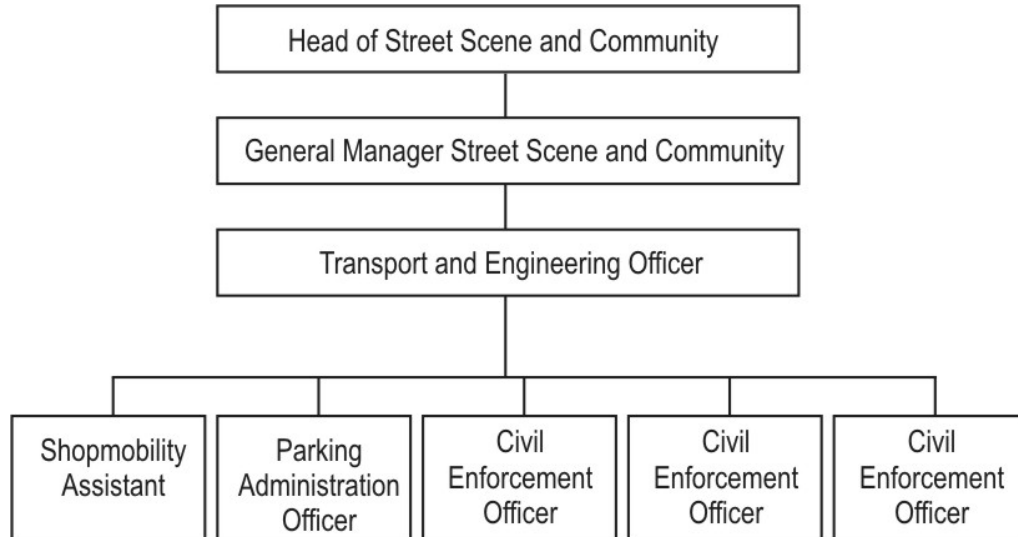 Head of Street Scene and Community
General Manager Street Scene and Community
Transport and Engineering Officer
Shopmobility
Assistant
Parking
Administration
Officer
Civil
Enforcement
Officer
Civil
Enforcement
Officer
Civil
Enforcement
Officer